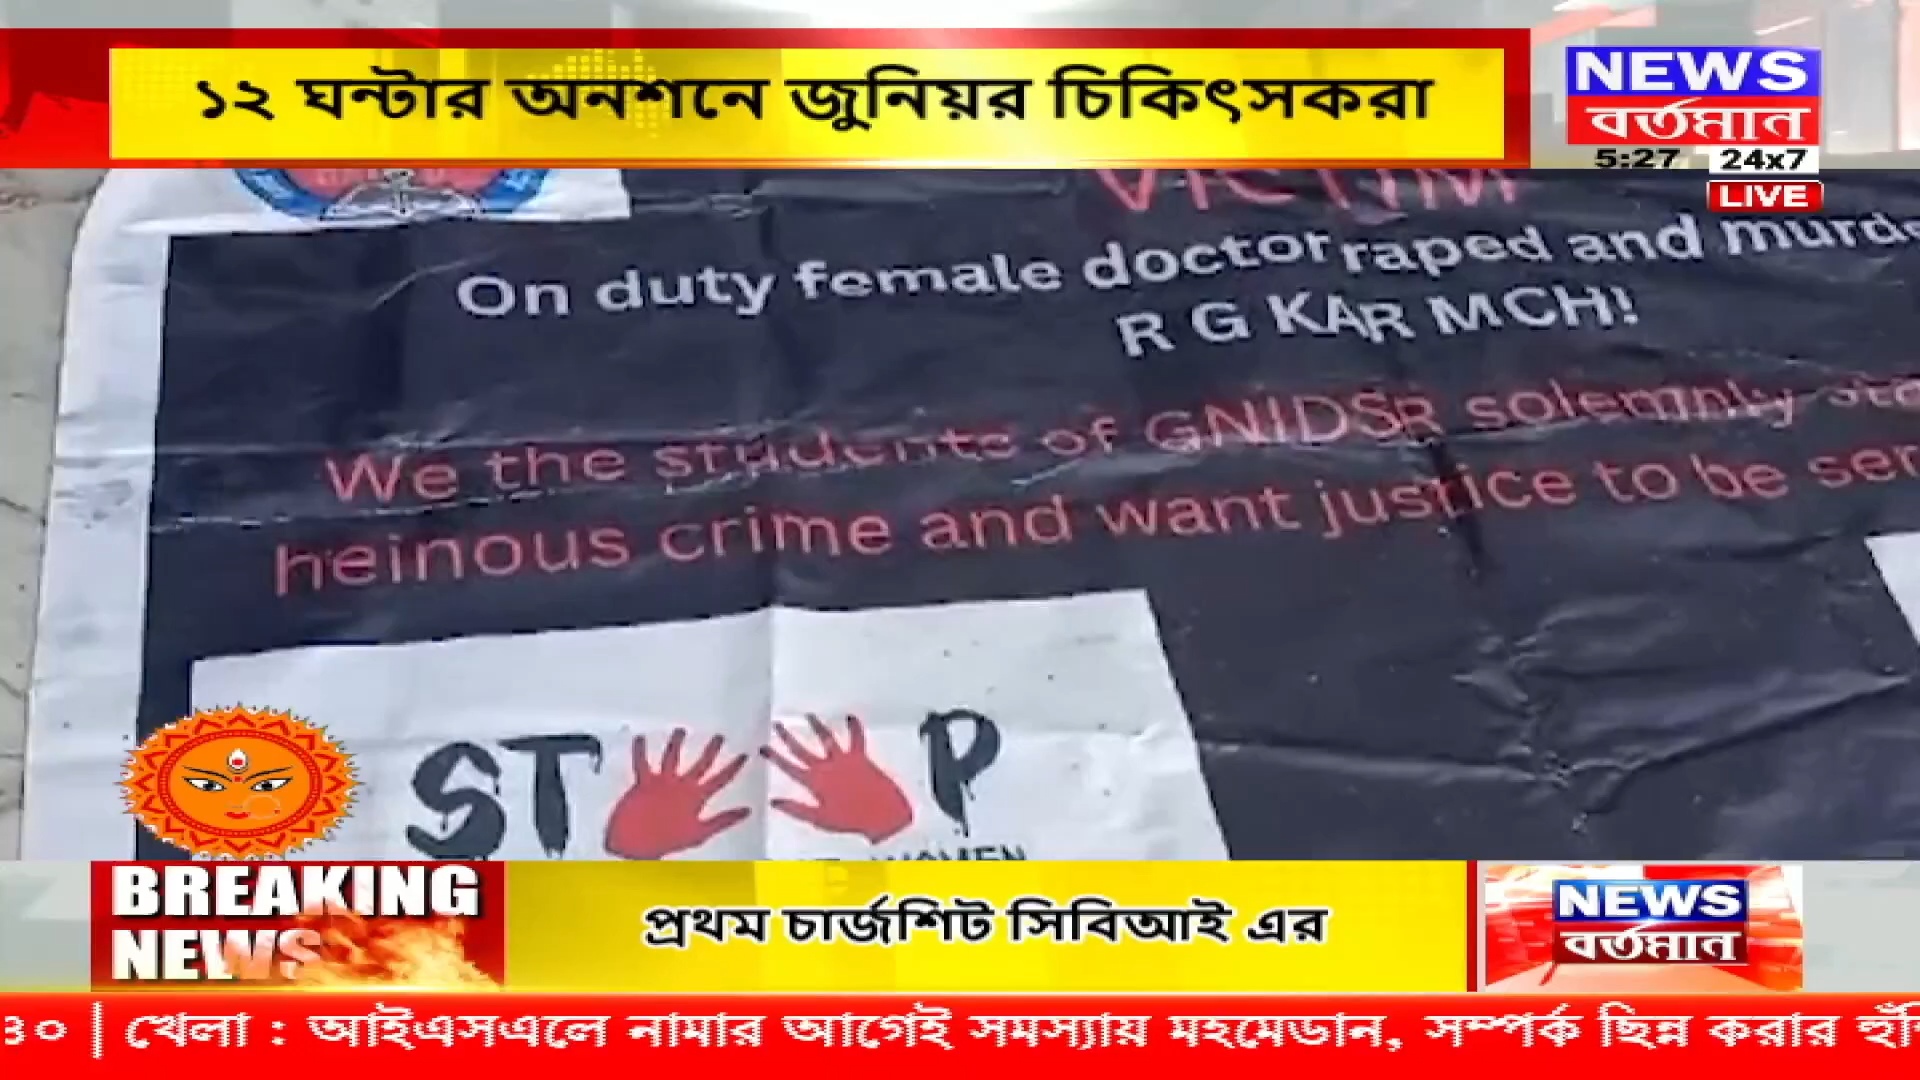 ১২ ঘন্টার অনশনে জুনিয়র চিকিৎসকরা
NEWS
বর্তমান
5:27 24x7
LIVE
VICTIM
On duty female doctor raped and
R G KAR MCH!
We the students of GNIDSR solemnly
heinous crime and want justice to be
ST P
WOMEN
BREAKING
NEWS
প্রথম চার্জশিট সিবিআই এর
NEWS
বর্তমান
| খেলা : আইএসএলে নামার আগেই সমস্যায় মহমেডান, সম্পর্ক ছিন্ন করার